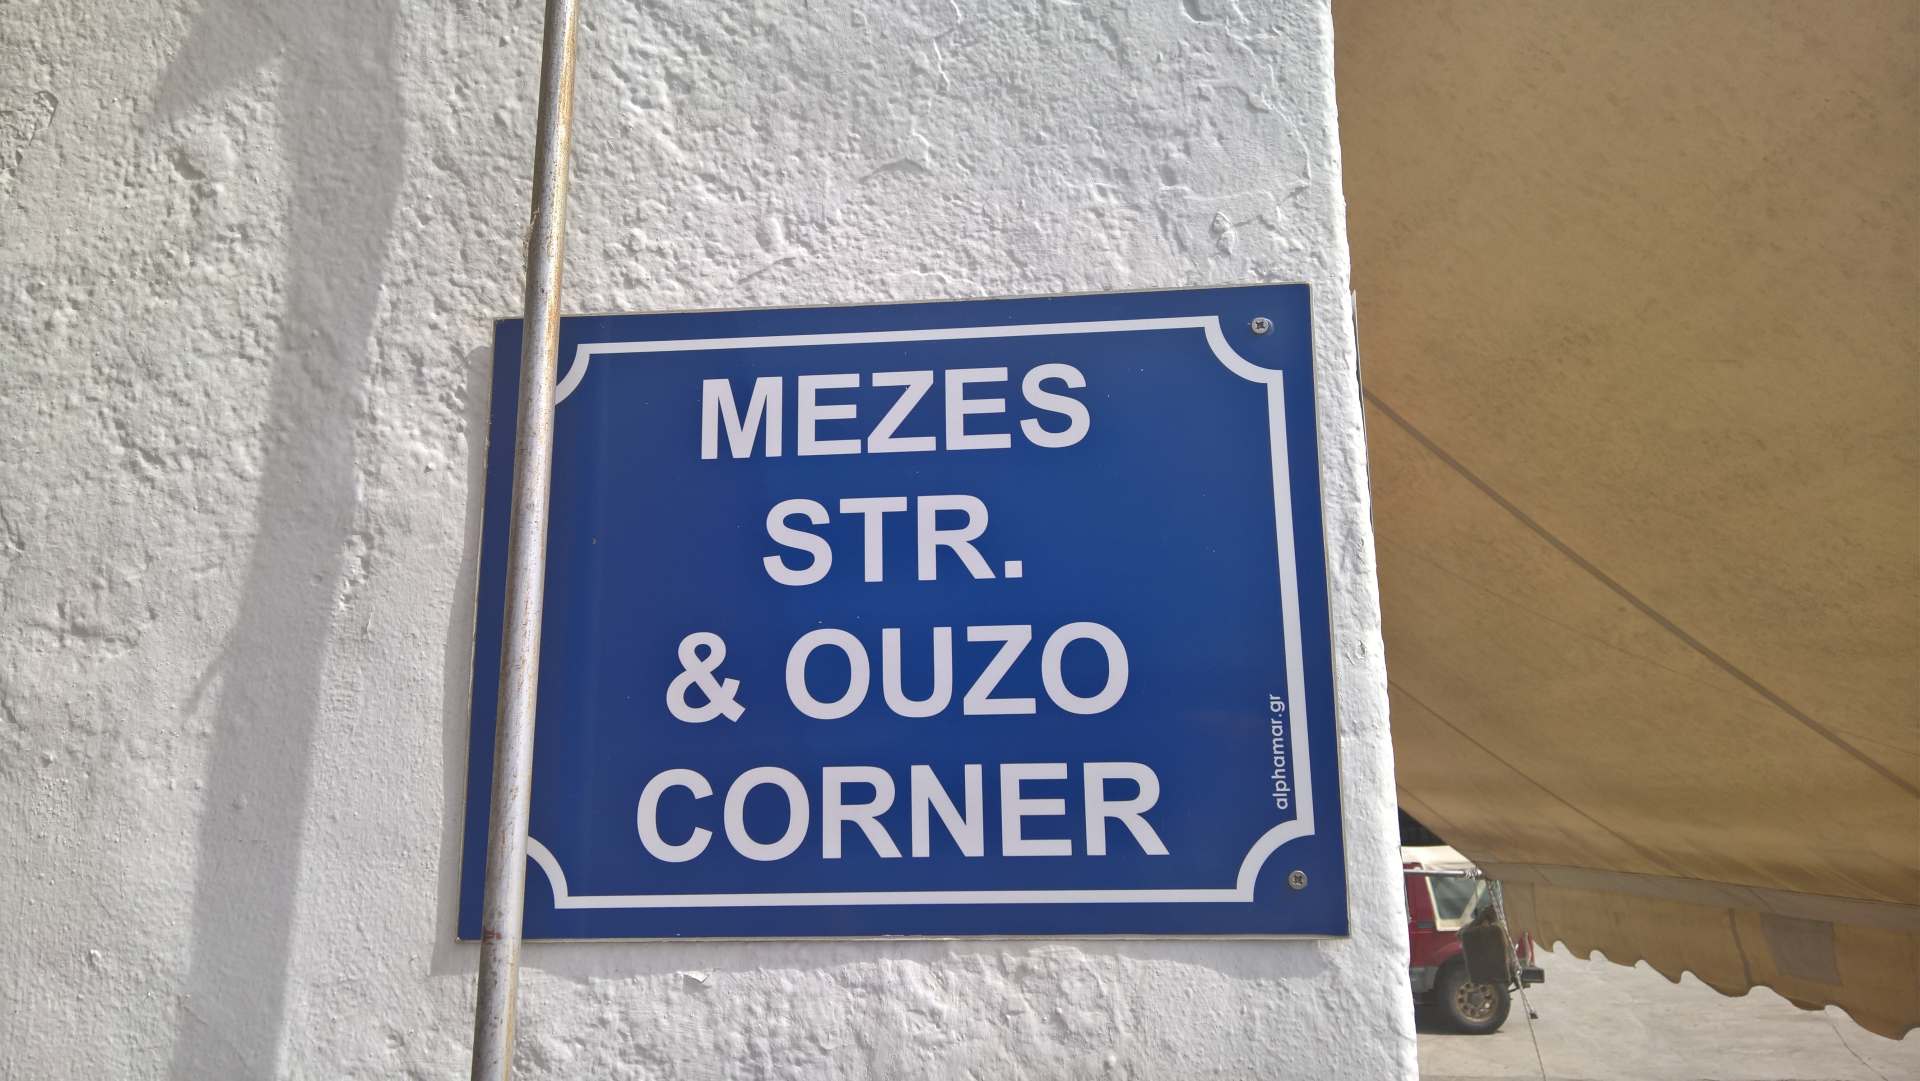 MEZES
STR.
& OUZO
CORNER
alphamar.gr